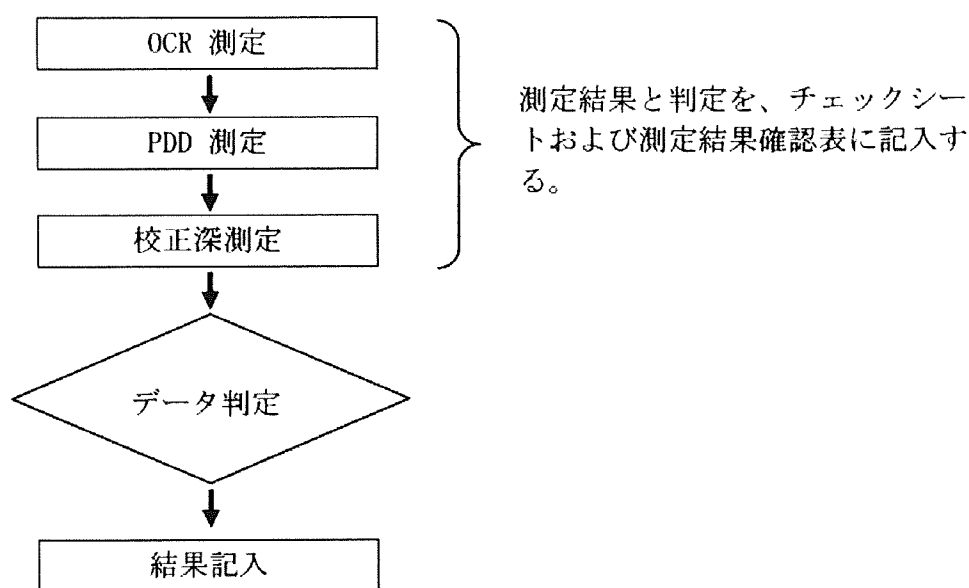 OCR 測定
PDD 測定
校正深測定
測定結果と判定を、チェックシー
トおよび測定結果確認表に記入す
る。
データ判定
結果記入